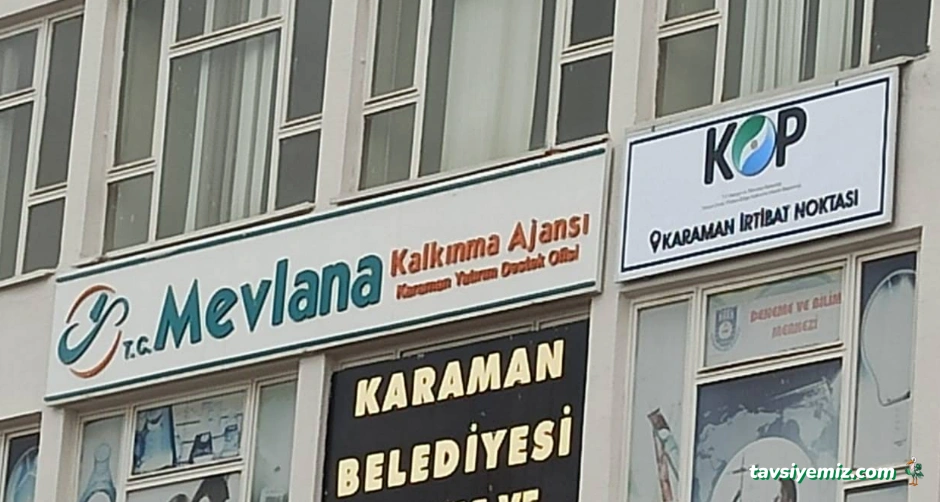 T.C. Mevlana
Kalkınma Ajansı
Karaman Yatırım Destek Ofisi
KOP
KARAMAN İRTİBAT NOKTASI
DENEME VE BİLİM
MERKEZİ
KARAMAN
BELEDİYESİ
VE
tavsiyemiz.com